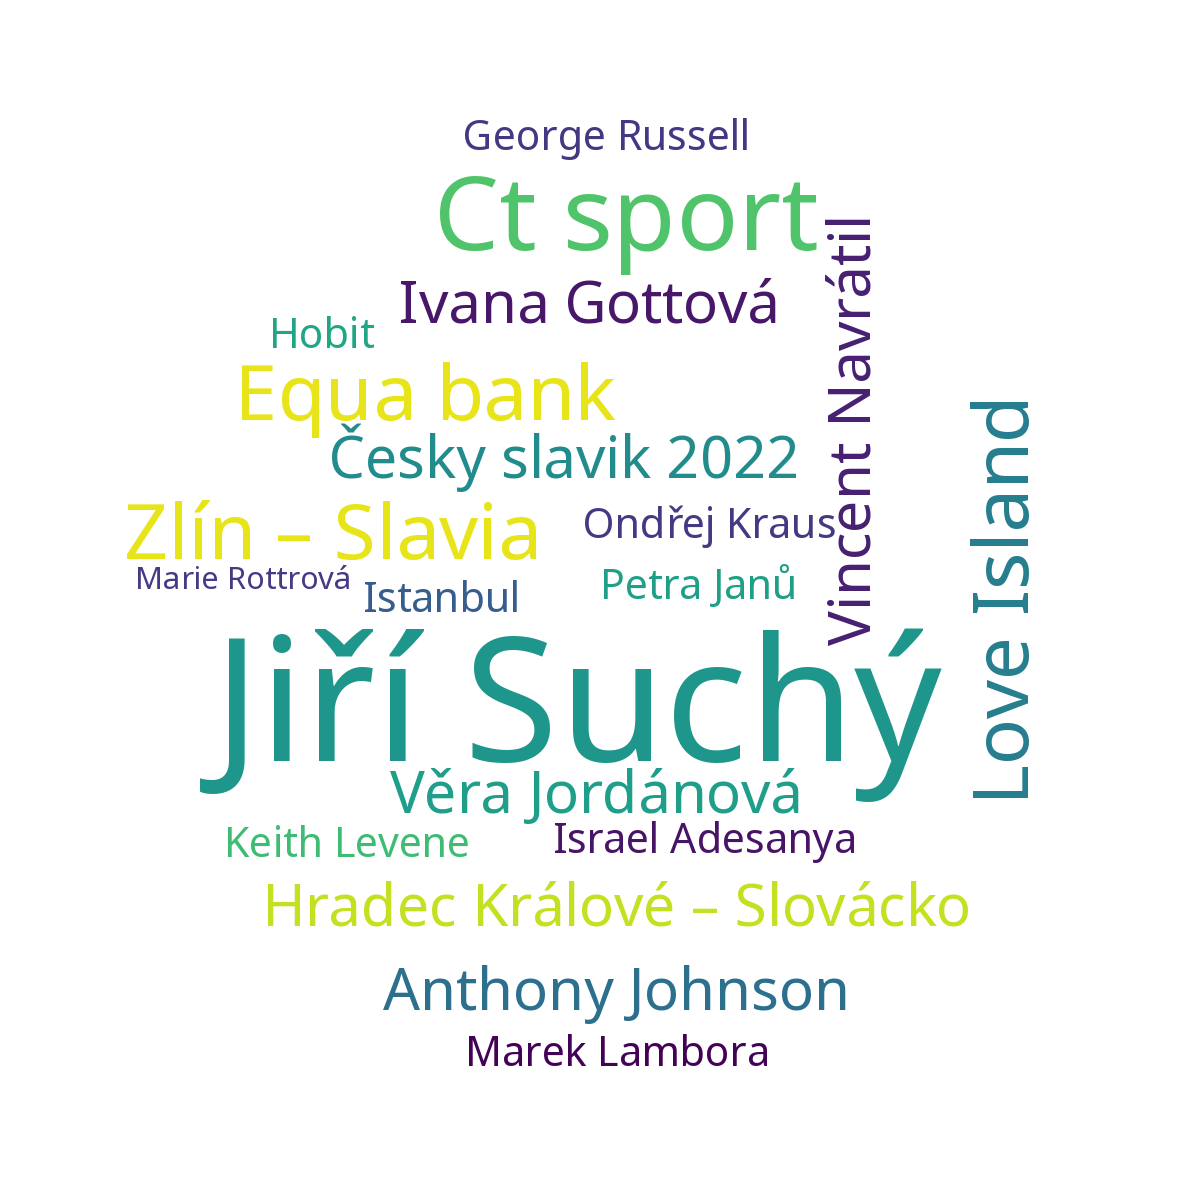 George Russell
Ct sport
Ivana Gottová
Vincent Navrátil
Hobit
Equa bank
Česky slavik 2022
Love Island
Zlín – Slavia
Ondřej Kraus
Marie Rottrová
Istanbul
Petra Janů
Jiří Suchý
Věra Jordánová
Keith Levene
Israel Adesanya
Hradec Králové – Slovácko
Anthony Johnson
Marek Lambora